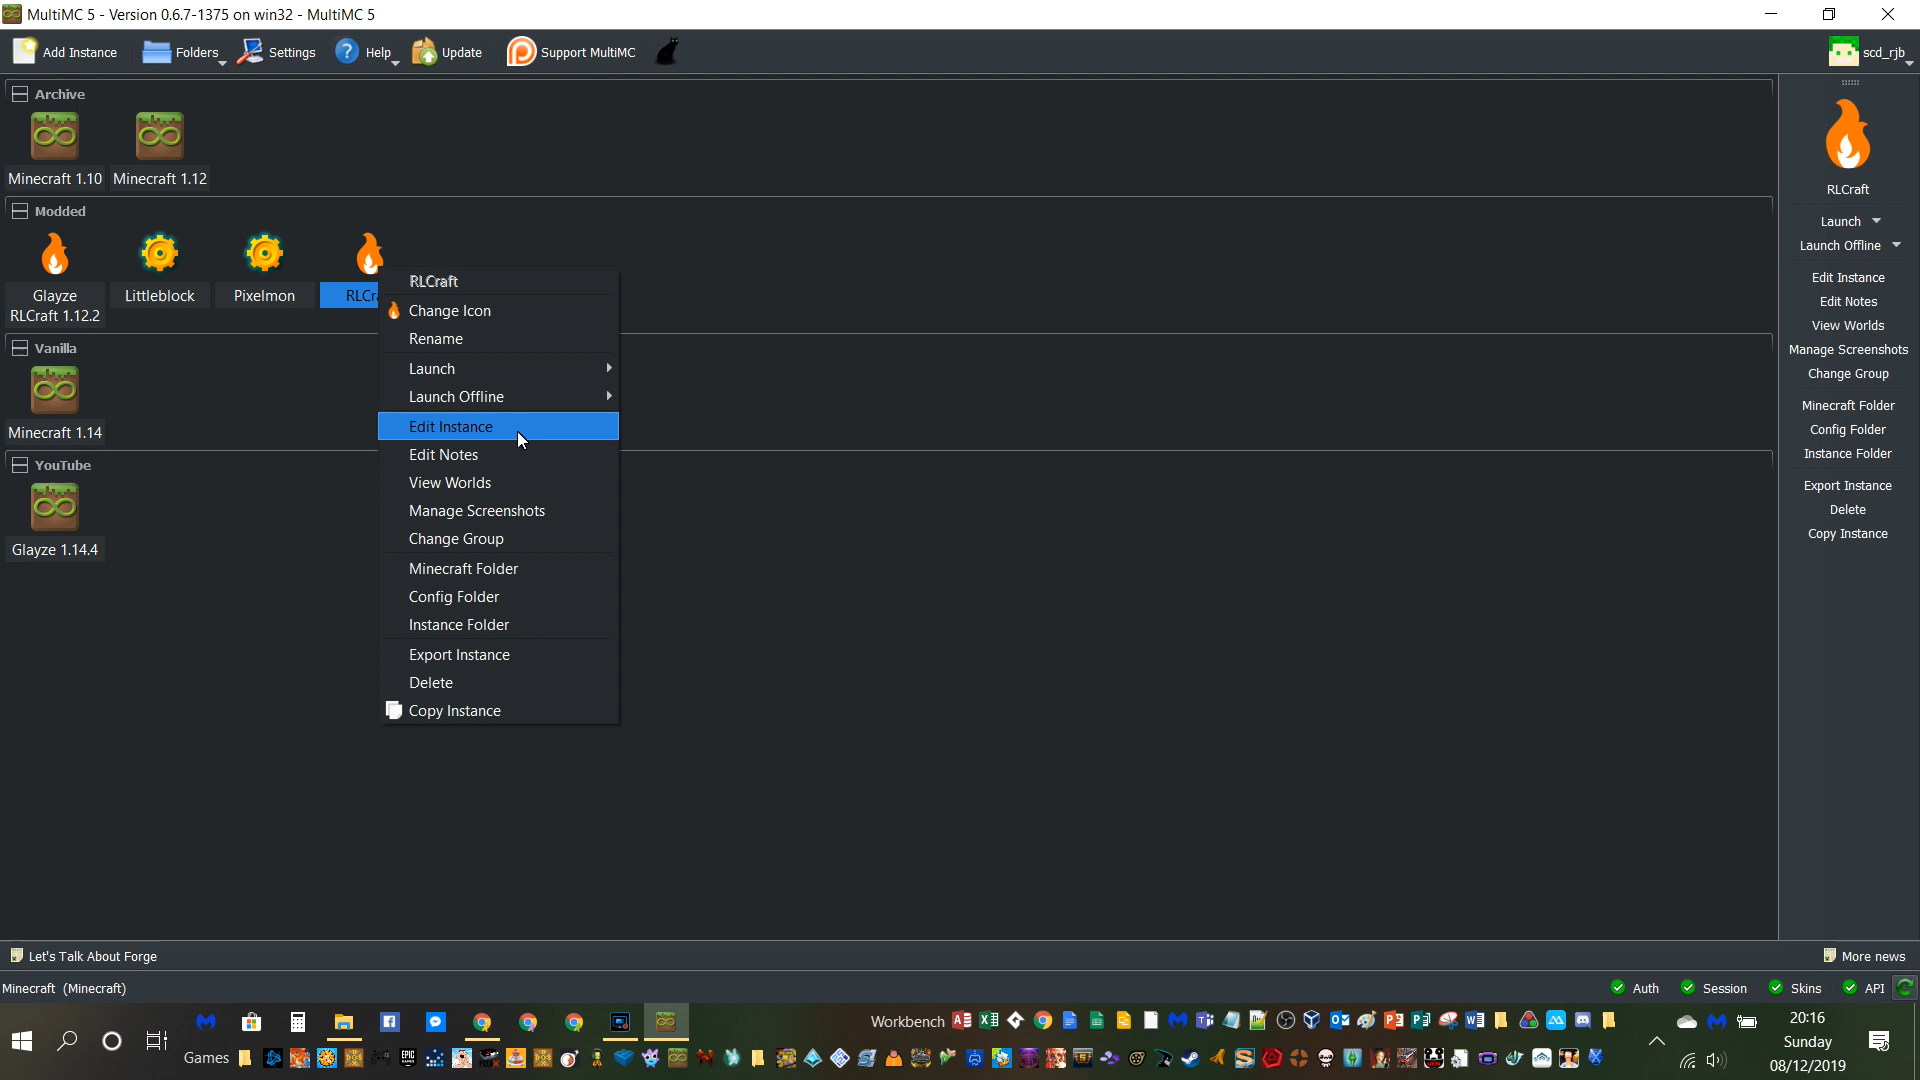 MultiMC 5 - Version 0.6.7-1375 on win32 - MultiMC 5
Add Instance Folders Settings Help Update Support MultiMC scd_rjb
Archive
Minecraft 1.10 Minecraft 1.12
Modded
Glayze
RLCraft 1.12.2
Littleblock
Pixelmon
RLCr
Vanilla
Minecraft 1.14
YouTube
Glayze 1.14.4
RLCraft
Change Icon
Rename
Launch
Launch Offline
Edit Instance
Edit Notes
View Worlds
Manage Screenshots
Change Group
Minecraft Folder
Config Folder
Instance Folder
Export Instance
Delete
Copy Instance
RLCraft
Launch
Launch Offline
Edit Instance
Edit Notes
View Worlds
Manage Screenshots
Change Group
Minecraft Folder
Config Folder
Instance Folder
Export Instance
Delete
Copy Instance
Let's Talk About Forge More news
Minecraft (Minecraft) Auth Session Skins API
Workbench
Games
20:16
Sunday
08/12/2019